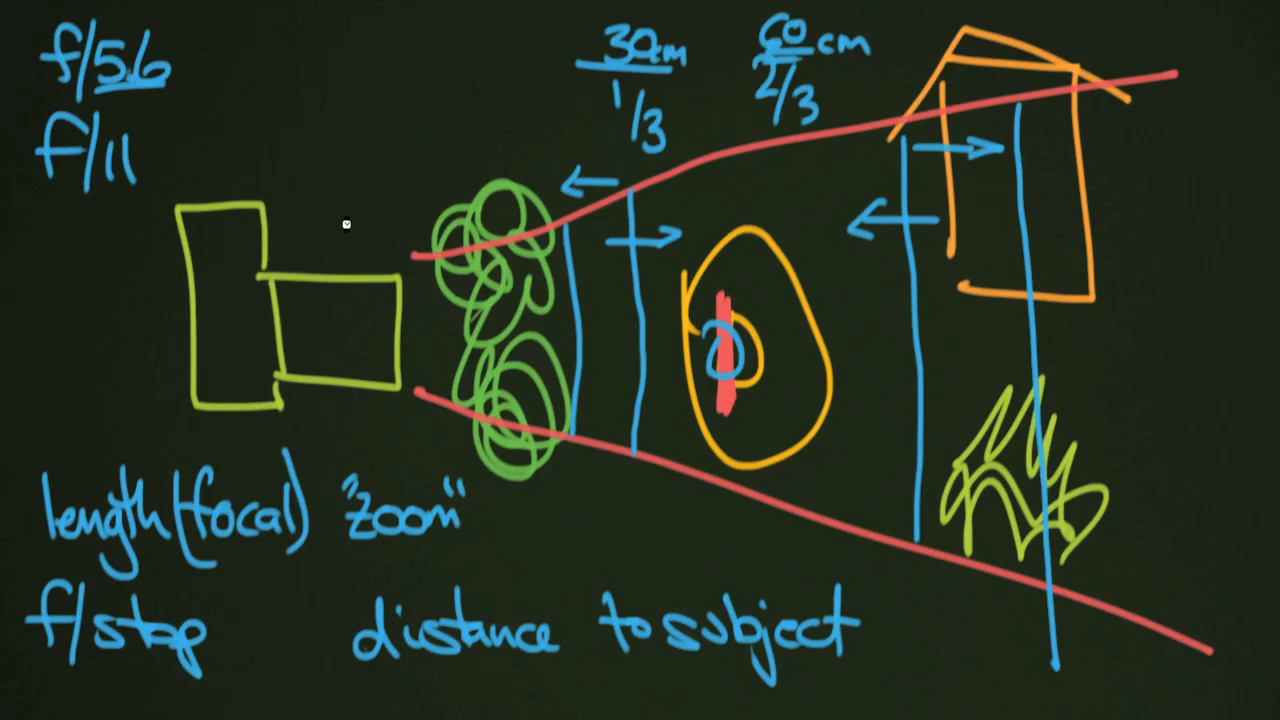 f/5.6
f/11
30cm
1/3
60cm
2/3
length (focal) "Zoom"
f/stop distance to subject